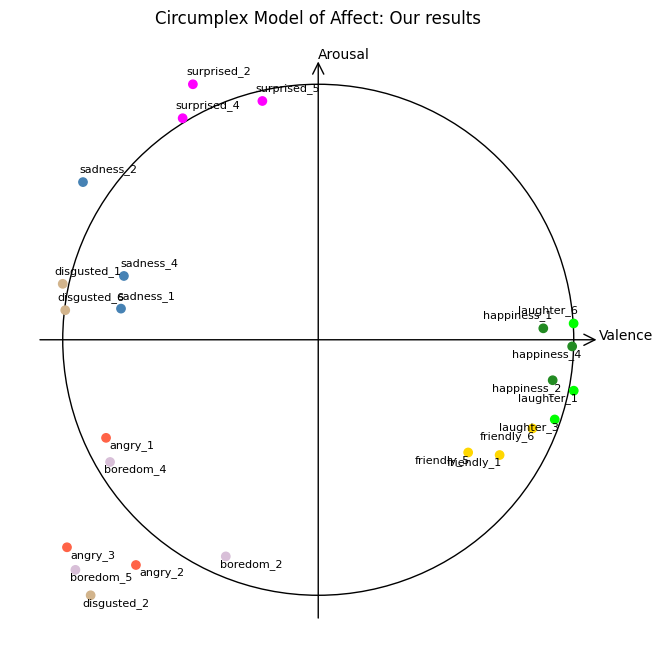 Circumplex Model of Affect: Our results
Arousal
surprised_2
surprised_5
surprised_4
sadness_2
sadness_4
disgusted_1
disgusted_6
sadness_1
laughter_6
happiness_1
Valence
happiness_4
happiness_2
laughter_1
laughter_3
friendly_6
friendly_5
friendly_1
angry_1
boredom_4
angry_3
boredom_2
angry_2
boredom_5
disgusted_2